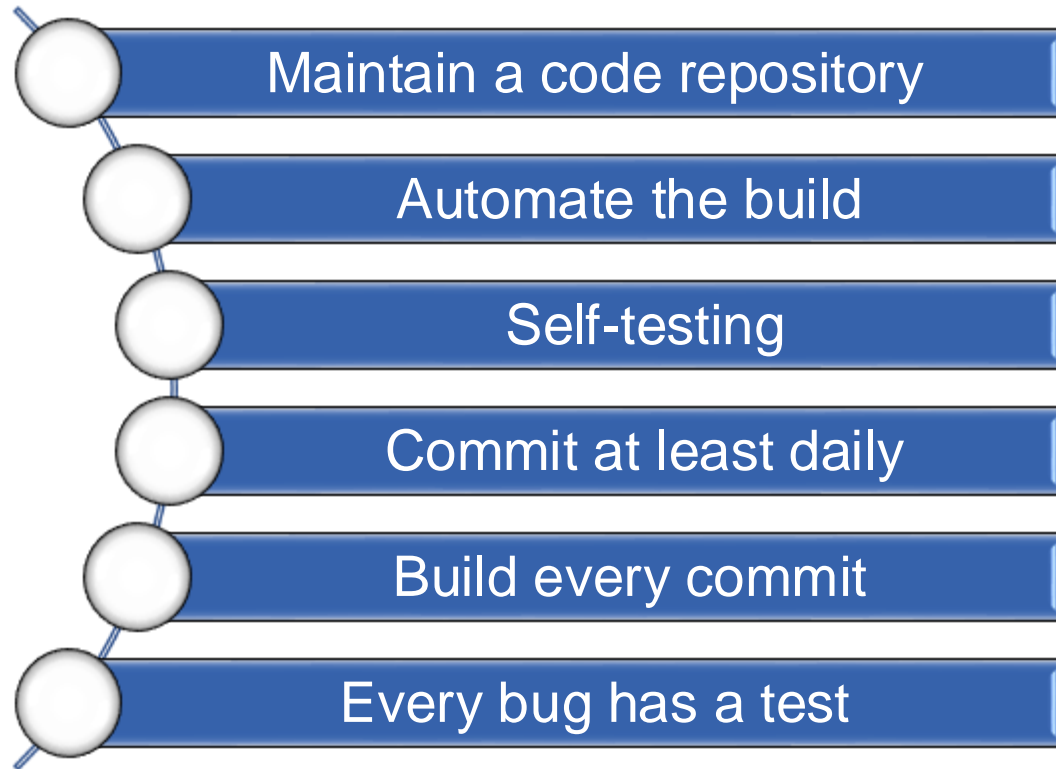 Maintain a code repository
Automate the build
Self-testing
Commit at least daily
Build every commit
Every bug has a test